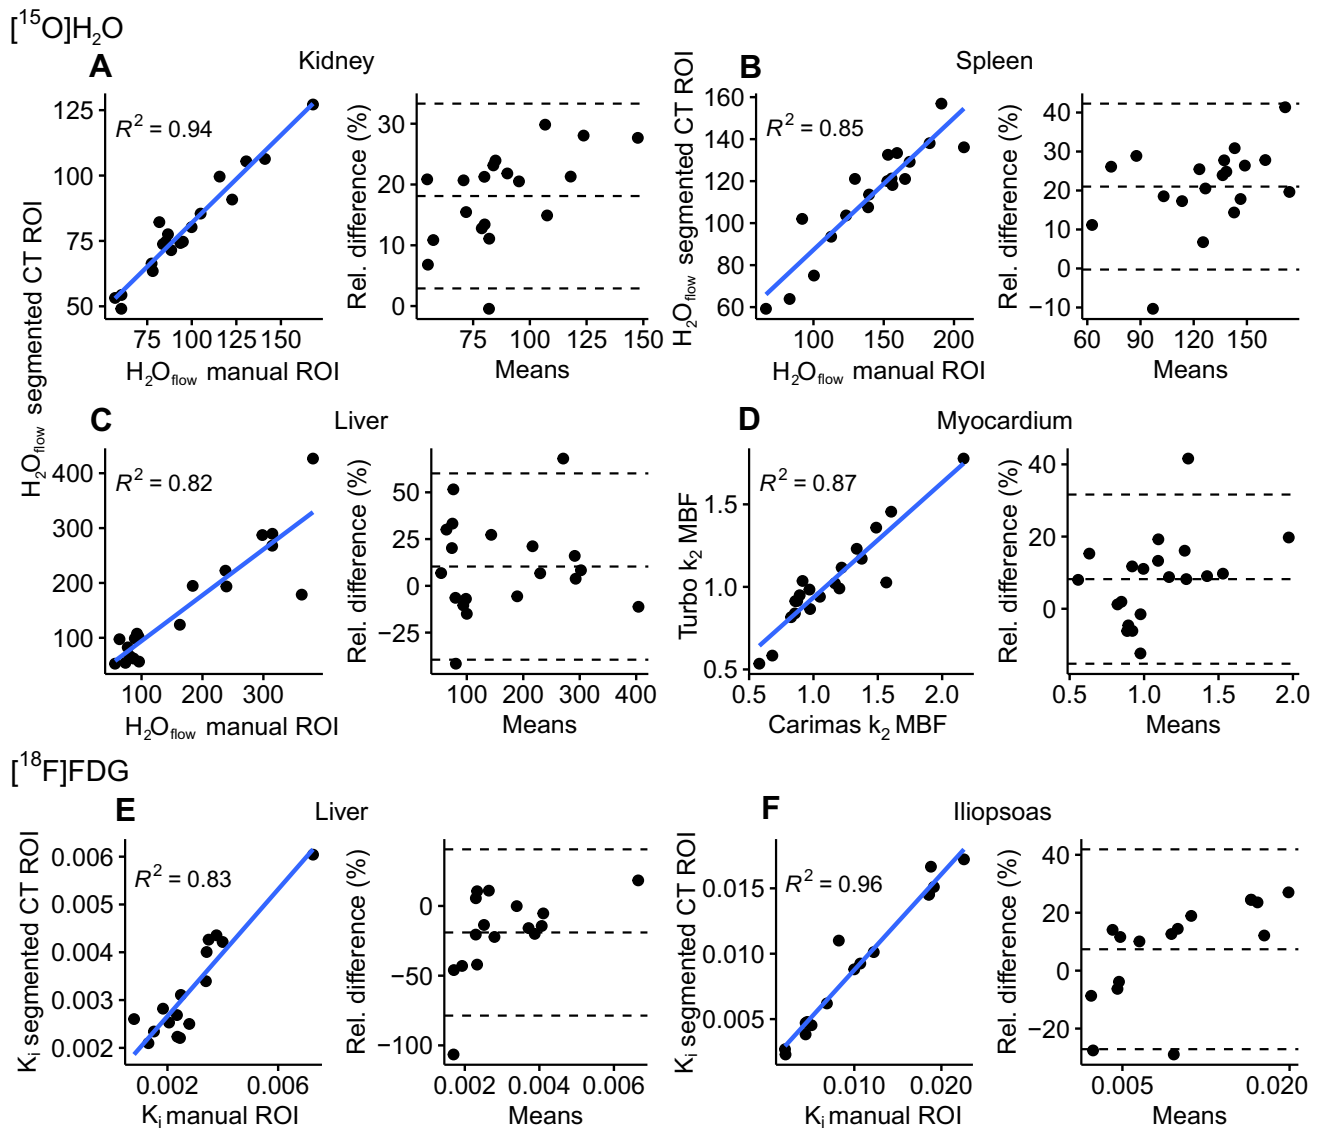 [¹⁵O]H₂O
A Kidney
B Spleen
H₂O_flow segmented CT ROI
125
100
75
50
R² = 0.94
75 100 125 150
H₂O_flow manual ROI
Rel. difference (%)
30
20
10
0
75 100 125 150
Means
H₂O_flow segmented CT ROI
160
140
120
100
80
60
R² = 0.85
100 150 200
H₂O_flow manual ROI
Rel. difference (%)
40
30
20
10
0
−10
60 90 120 150
Means
C Liver
D Myocardium
400
300
200
100
R² = 0.82
100 200 300
H₂O_flow manual ROI
Rel. difference (%)
50
25
0
−25
100 200 300 400
Means
Turbo k₂ MBF
1.5
1.0
0.5
R² = 0.87
0.5 1.0 1.5 2.0
Carimas k₂ MBF
Rel. difference (%)
40
20
0
0.5 1.0 1.5 2.0
Means
[¹⁸F]FDG
E Liver
F Iliopsoas
Kᵢ segmented CT ROI
0.006
0.005
0.004
0.003
0.002
R² = 0.83
0.002 0.006
Kᵢ manual ROI
Rel. difference (%)
0
−50
−100
0.002 0.004 0.006
Means
Kᵢ segmented CT ROI
0.015
0.010
0.005
R² = 0.96
0.010 0.020
Kᵢ manual ROI
Rel. difference (%)
40
20
0
−20
0.005 0.020
Means